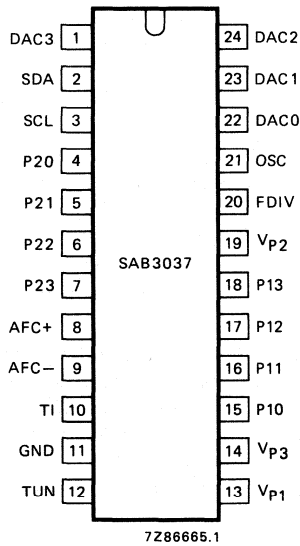 DAC3 1 24 DAC2
SDA 2 23 DAC1
SCL 3 22 DAC0
P20 4 21 OSC
P21 5 20 FDIV
P22 6 19 VP2
SAB3037
P23 7 18 P13
AFC+ 8 17 P12
AFC− 9 16 P11
TI 10 15 P10
GND 11 14 VP3
TUN 12 13 VP1
7Z86665.1